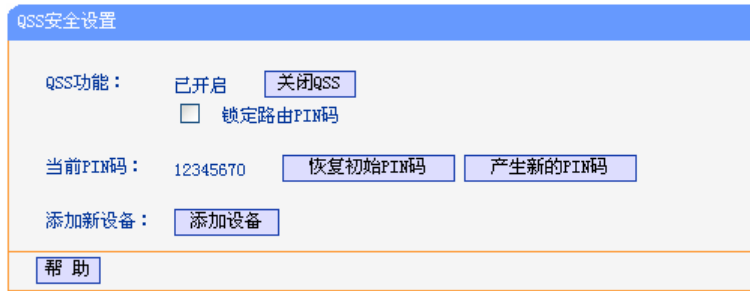 QSS安全设置
QSS功能： 已开启 关闭QSS
锁定路由PIN码
当前PIN码： 12345670 恢复初始PIN码 产生新的PIN码
添加新设备： 添加设备
帮 助